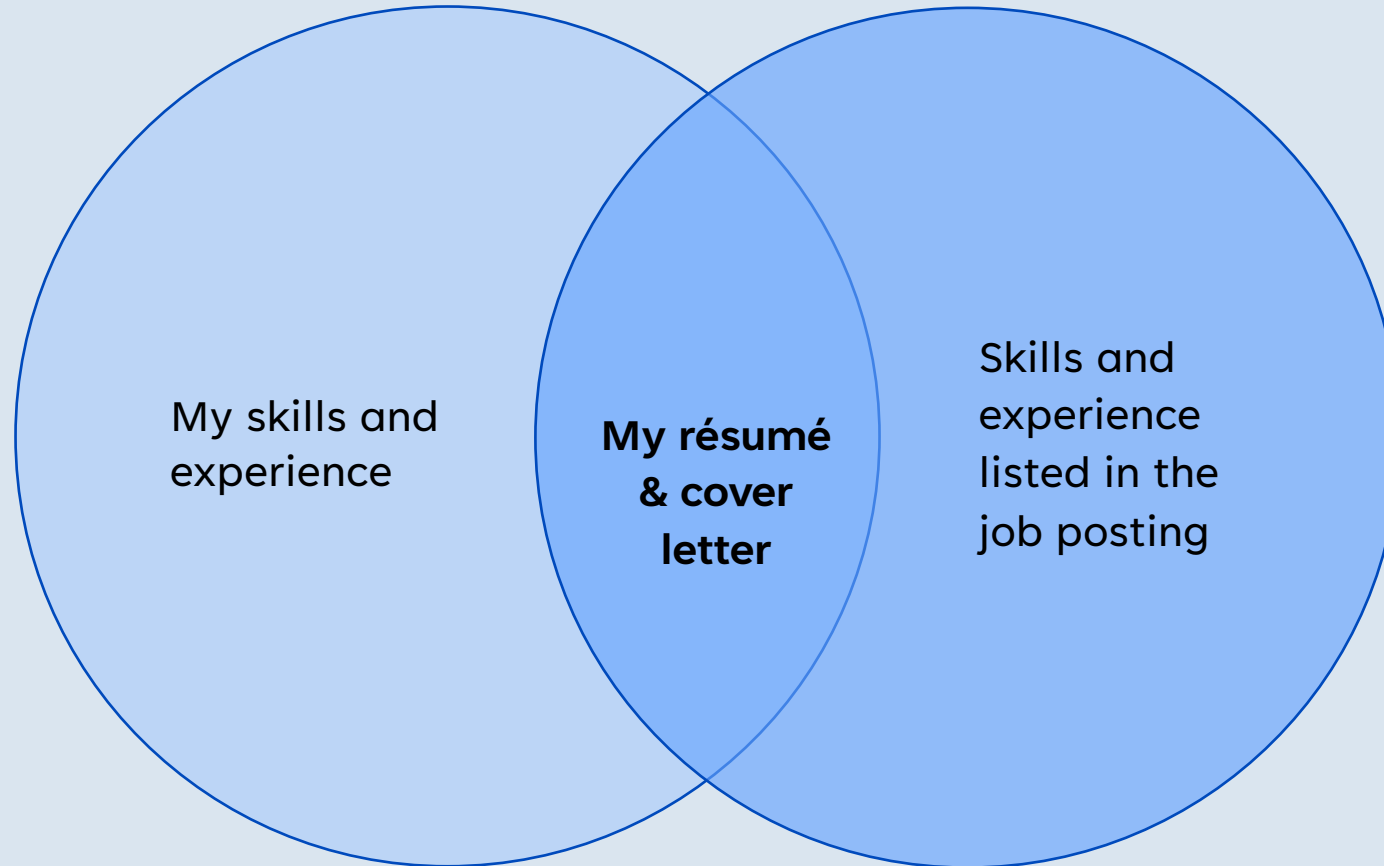 My skills and
experience
My résumé
& cover
letter
Skills and
experience
listed in the
job posting